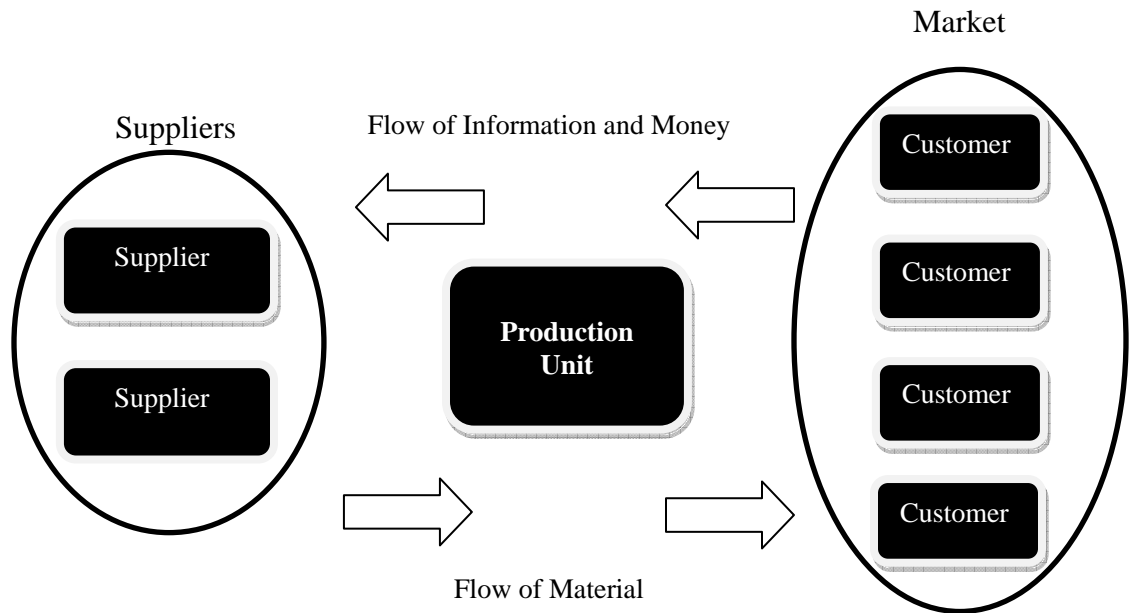 Market
Suppliers
Flow of Information and Money
Customer
Supplier
Customer
Production
Unit
Supplier
Customer
Customer
Flow of Material